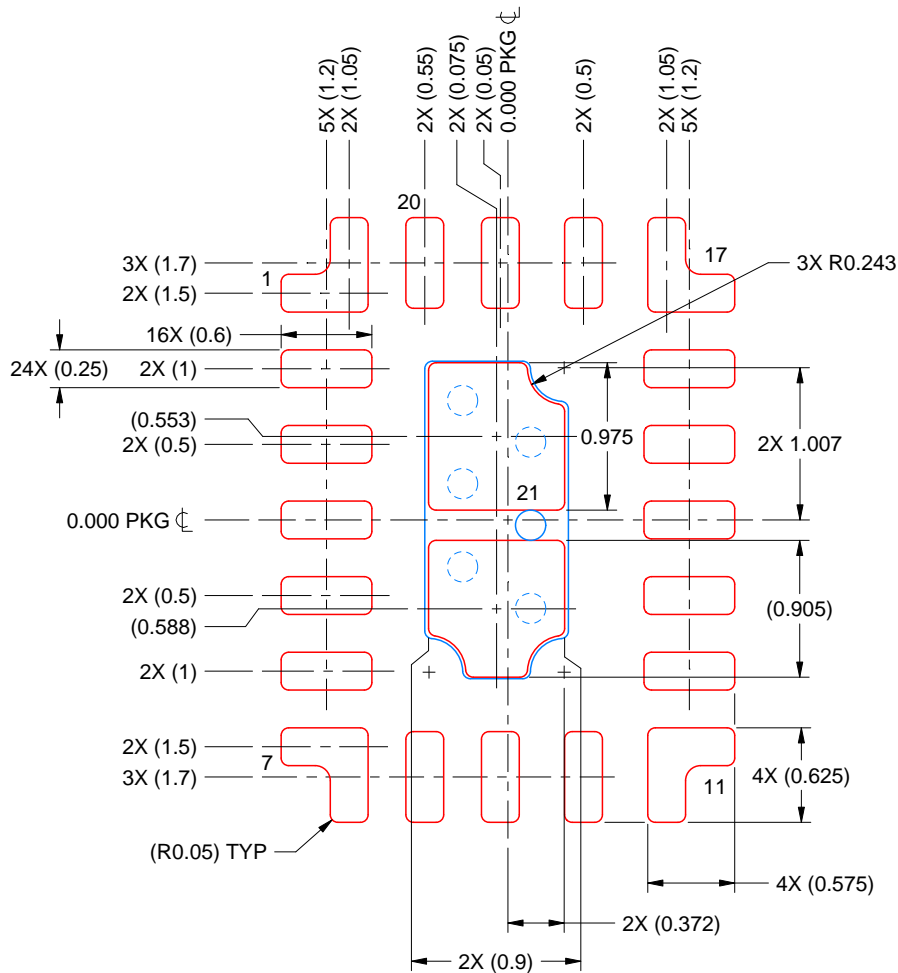 5X (1.2)
2X (1.05)
2X (0.55)
2X (0.075)
2X (0.05)
0.000 PKG ℄
2X (0.5)
2X (1.05)
5X (1.2)
20
3X (1.7)
1
17
3X R0.243
2X (1.5)
16X (0.6)
24X (0.25)
2X (1)
(0.553)
2X (0.5)
0.975
2X 1.007
21
0.000 PKG ℄
2X (0.5)
(0.588)
(0.905)
2X (1)
2X (1.5)
7
3X (1.7)
11
4X (0.625)
(R0.05) TYP
4X (0.575)
2X (0.372)
2X (0.9)